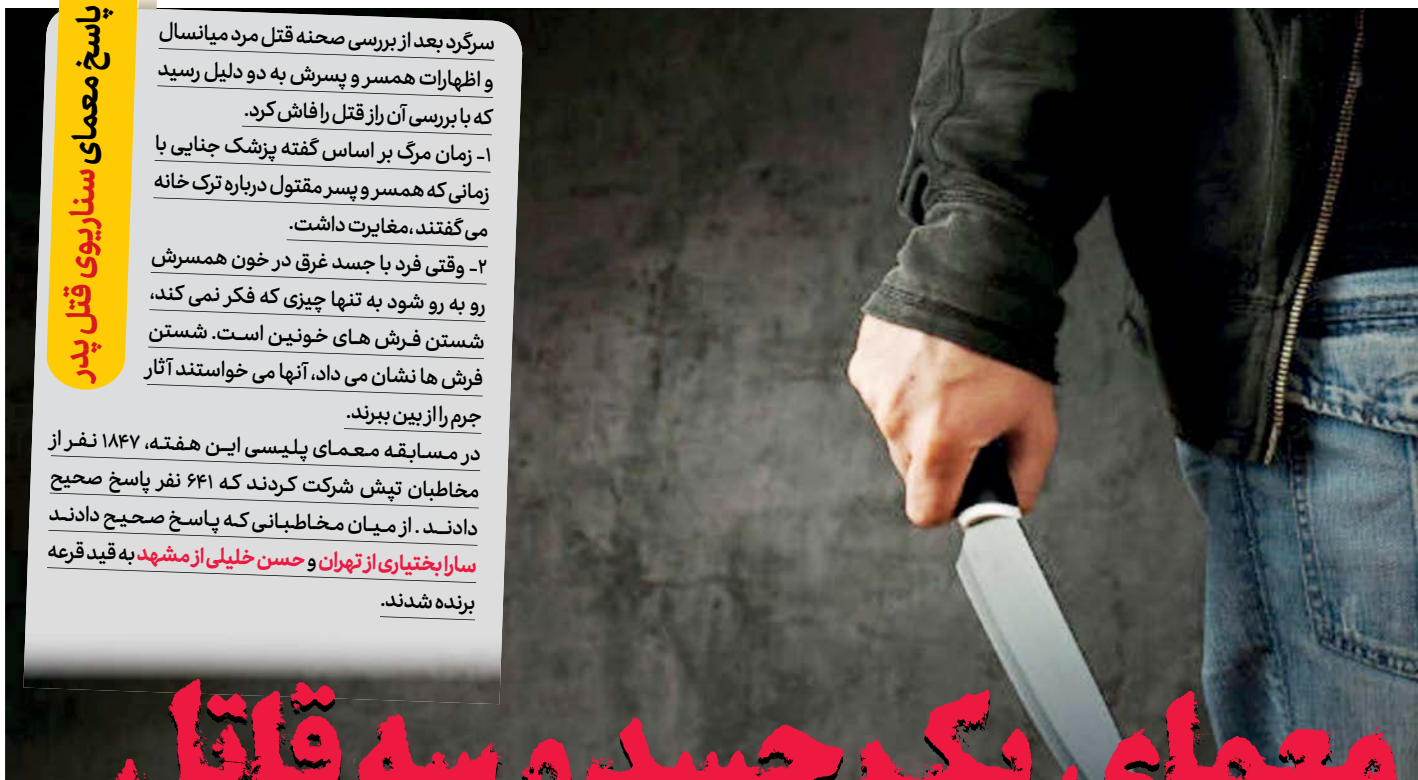 پاسخ معمای سناریوی قتل پدر
سرگرد بعد از بررسی صحنه قتل مرد میانسال
و اظهارات همسر و پسرش به دو دلیل رسید
که با بررسی آن راز قتل را فاش کرد.
۱- زمان مرگ بر اساس گفته پزشک جنایی با
زمانی که همسر و پسر مقتول درباره ترک خانه
می گفتند، مغایرت داشت.
۲- وقتی فرد با جسد غرق در خون همسرش
رو به رو شود به تنها چیزی که فکر نمی کند،
شستن فرش های خونین است. شستن
فرش ها نشان می داد، آنها می خواستند آثار
جرم را از بین ببرند.
در مسابقه معمای پلیسی این هفته، ۱۸۴۷ نفر از
مخاطبان تپش شرکت کردند که ۶۴۱ نفر پاسخ صحیح
دادند . از میان مخاطبانی که پاسخ صحیح دادند
سارا بختیاری از تهران و حسن خلیلی از مشهد به قید قرعه
برنده شدند.
معمای یک جسد و سه قاتل